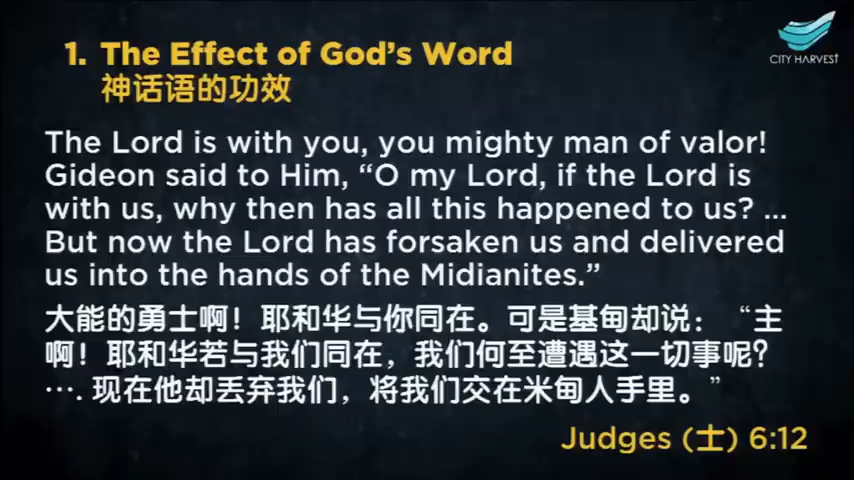 1. The Effect of God's Word
神话语的功效
CITY HARVEST
The Lord is with you, you mighty man of valor!
Gideon said to Him, “O my Lord, if the Lord is
with us, why then has all this happened to us? ...
But now the Lord has forsaken us and delivered
us into the hands of the Midianites.”
大能的勇士啊！耶和华与你同在。可是基甸却说：“主
啊！耶和华若与我们同在，我们何至遭遇这一切事呢？
…. 现在他却丢弃我们，将我们交在米甸人手里。”
Judges (士) 6:12